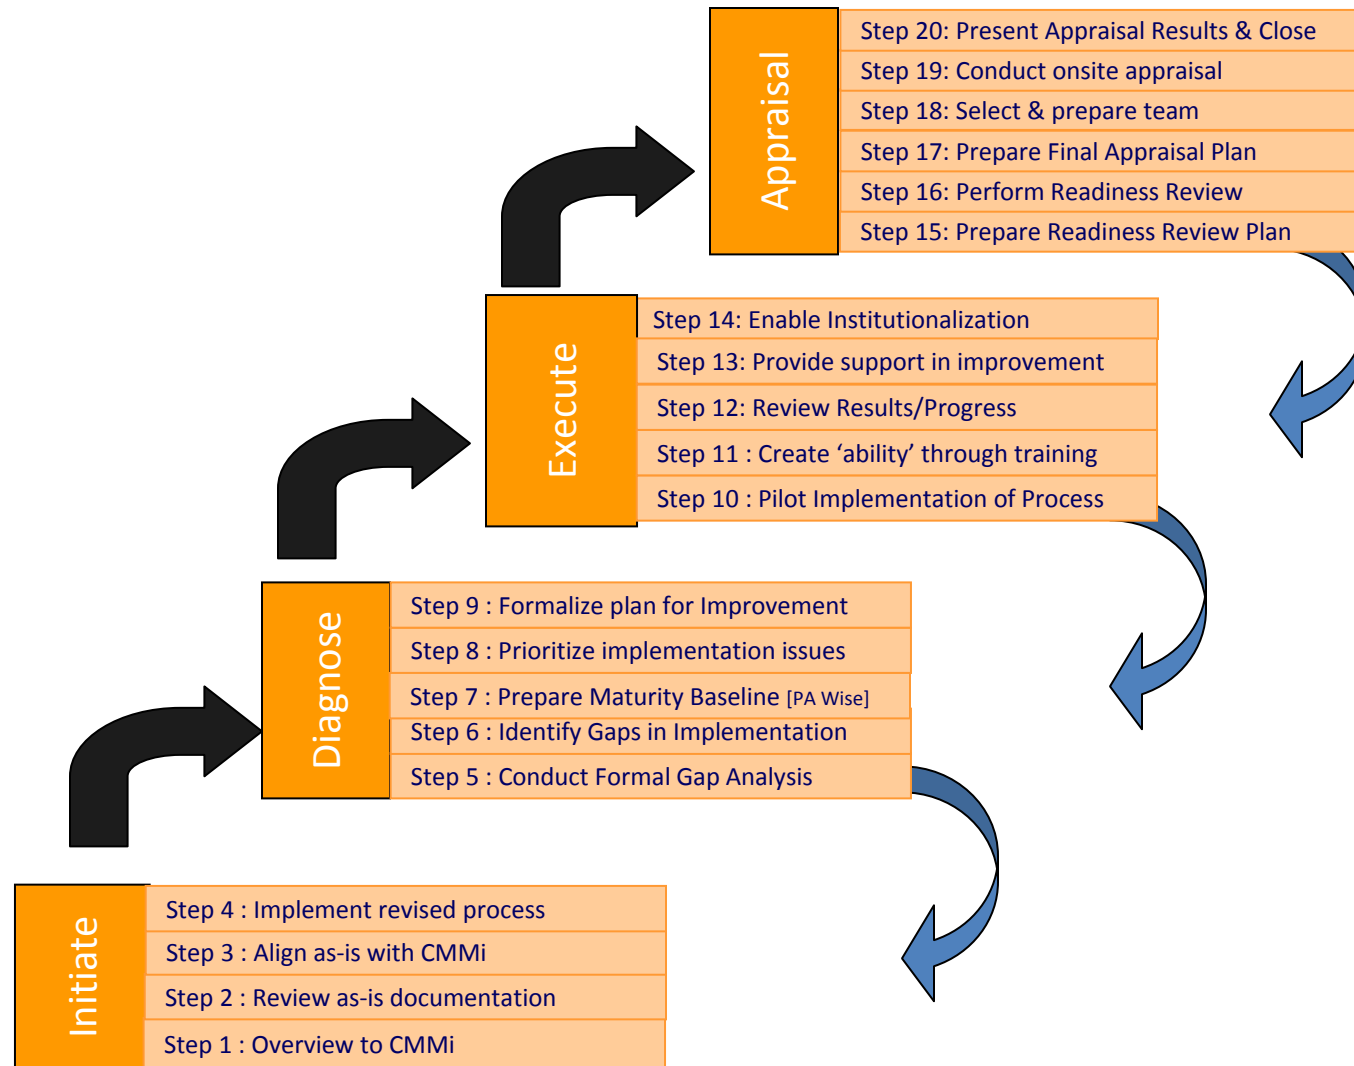 Appraisal
Step 20: Present Appraisal Results & Close
Step 19: Conduct onsite appraisal
Step 18: Select & prepare team
Step 17: Prepare Final Appraisal Plan
Step 16: Perform Readiness Review
Step 15: Prepare Readiness Review Plan
Execute
Step 14: Enable Institutionalization
Step 13: Provide support in improvement
Step 12: Review Results/Progress
Step 11 : Create ‘ability’ through training
Step 10 : Pilot Implementation of Process
Diagnose
Step 9 : Formalize plan for Improvement
Step 8 : Prioritize implementation issues
Step 7 : Prepare Maturity Baseline [PA Wise]
Step 6 : Identify Gaps in Implementation
Step 5 : Conduct Formal Gap Analysis
Initiate
Step 4 : Implement revised process
Step 3 : Align as-is with CMMi
Step 2 : Review as-is documentation
Step 1 : Overview to CMMi